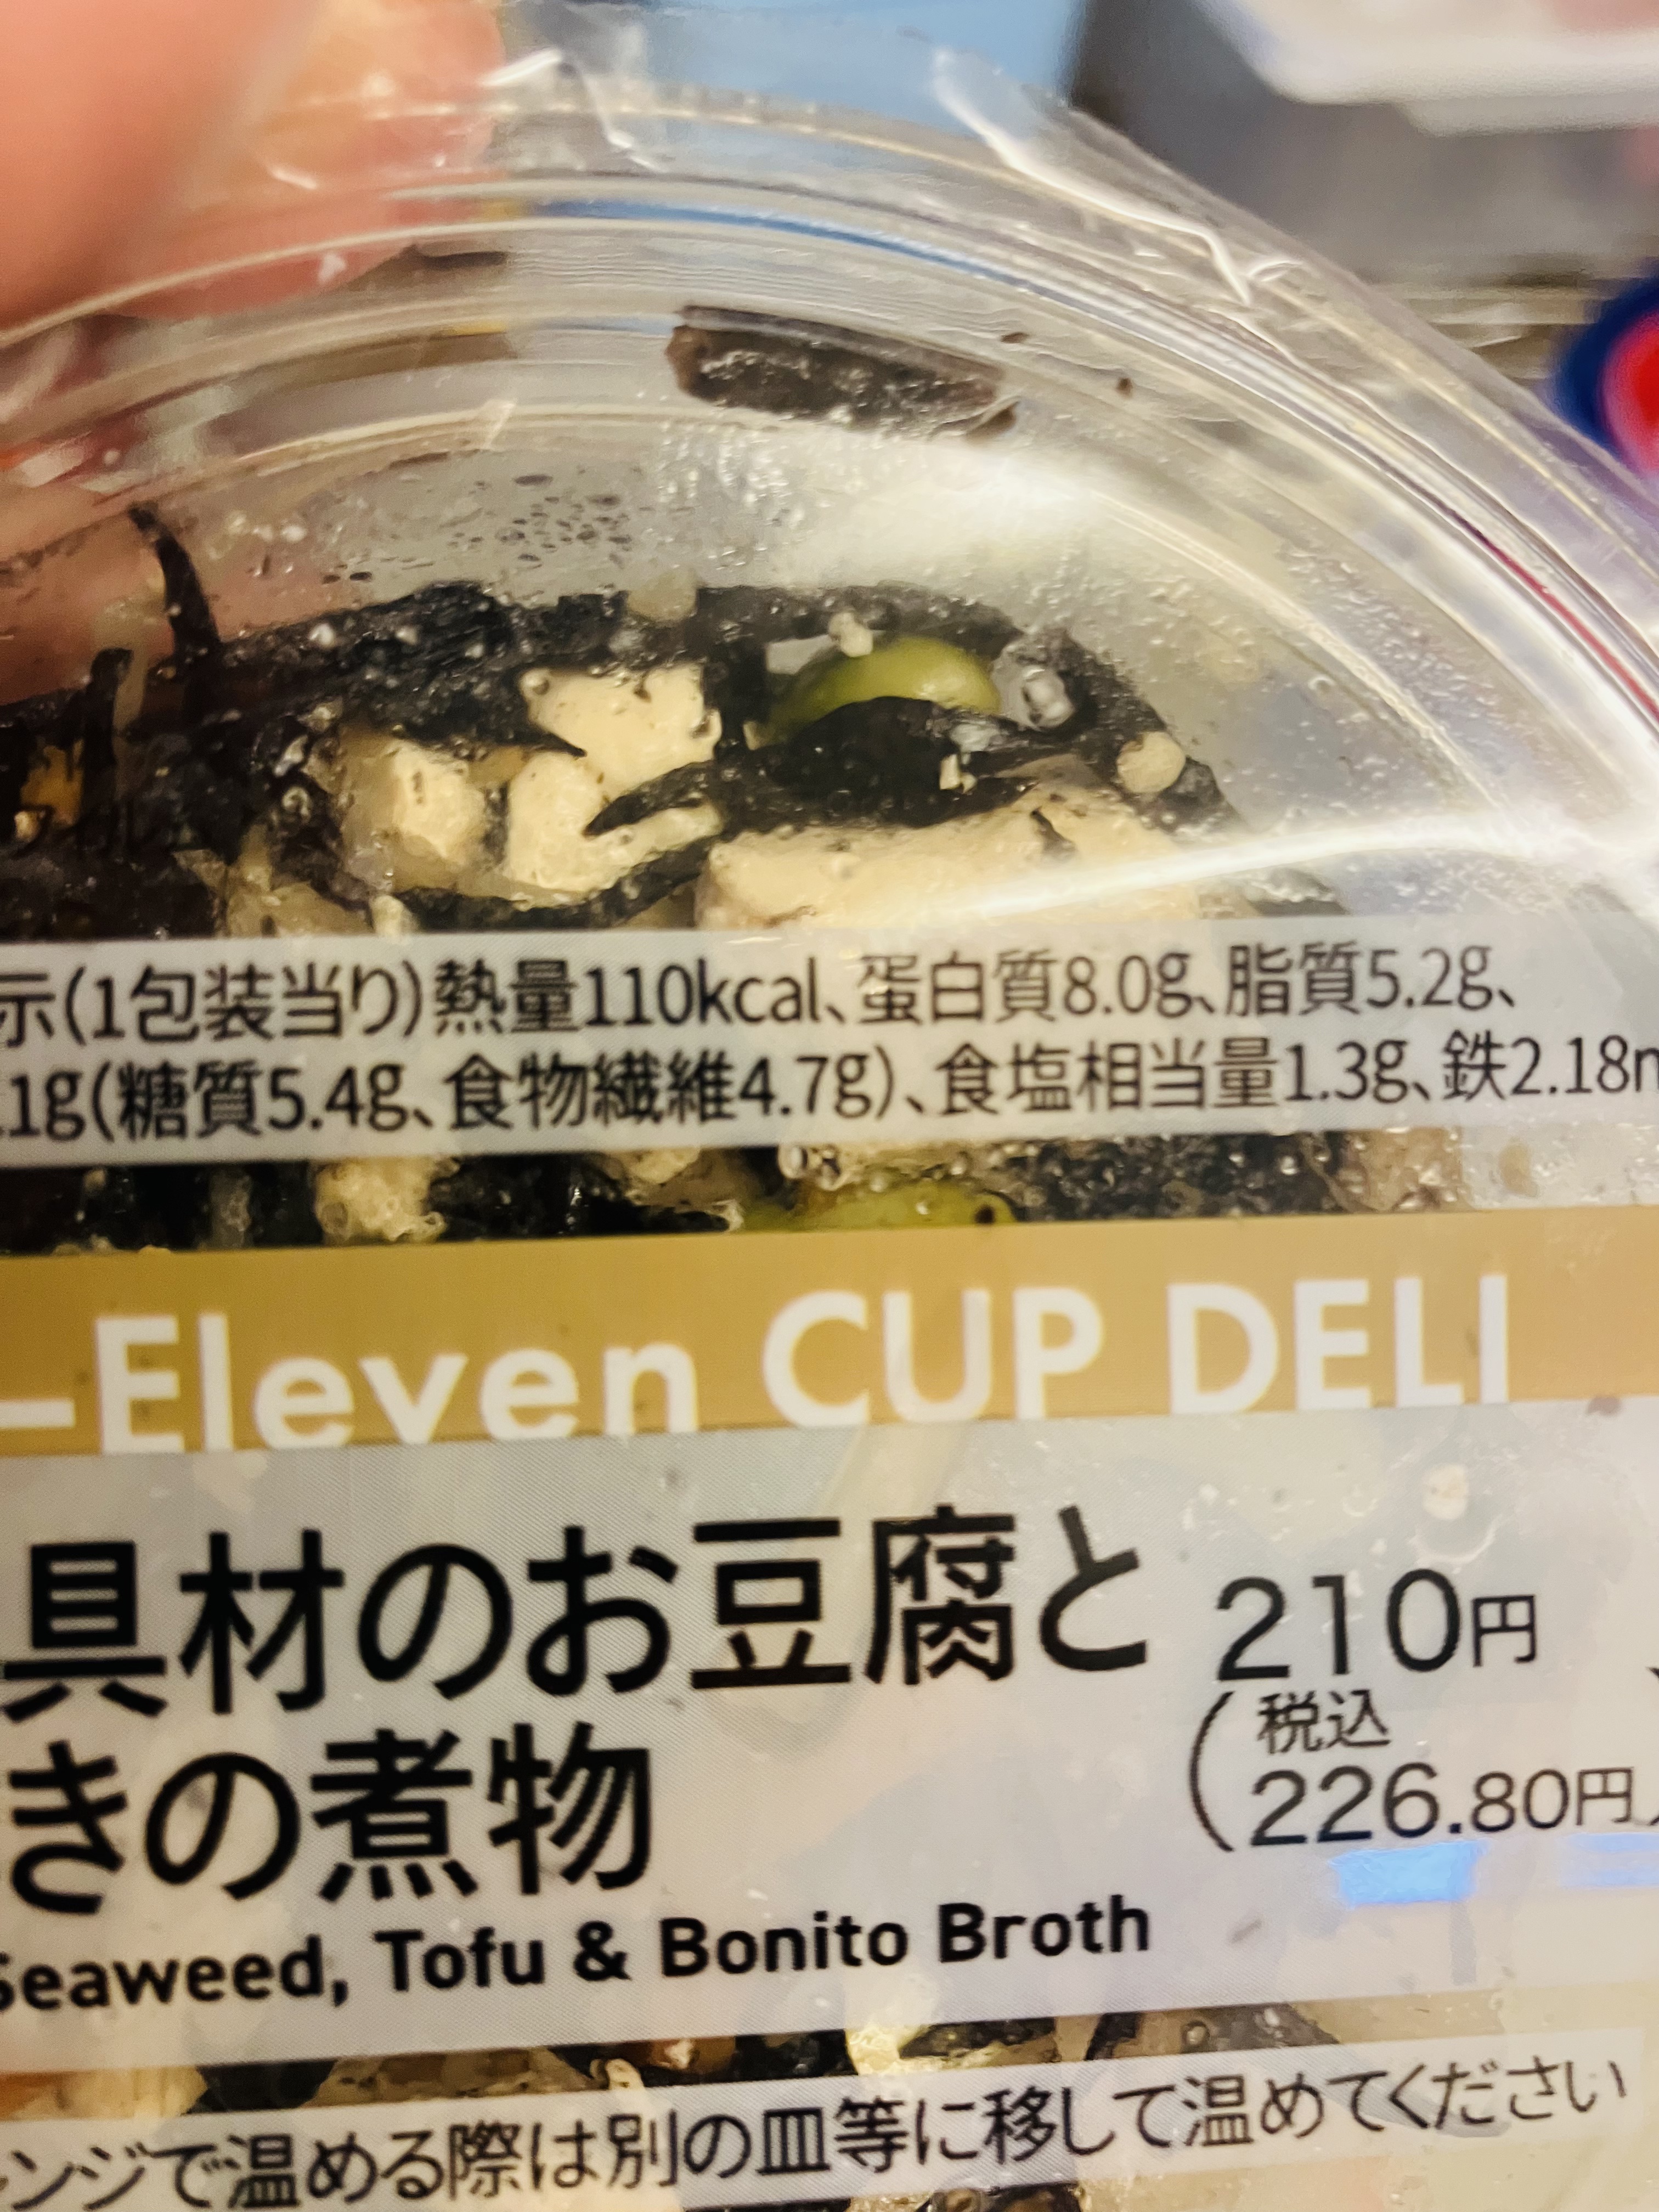 示(1包装当り)熱量110kcal、蛋白質8.0g、脂質5.2g、
.1g(糖質5.4g、食物繊維4.7g)、食塩相当量1.3g、鉄2.18m
-Eleven CUP DELI
具材のお豆腐と
きの煮物
210円
(税込
226.80円)
Seaweed, Tofu & Bonito Broth
ンジで温める際は別の皿等に移して温めてください